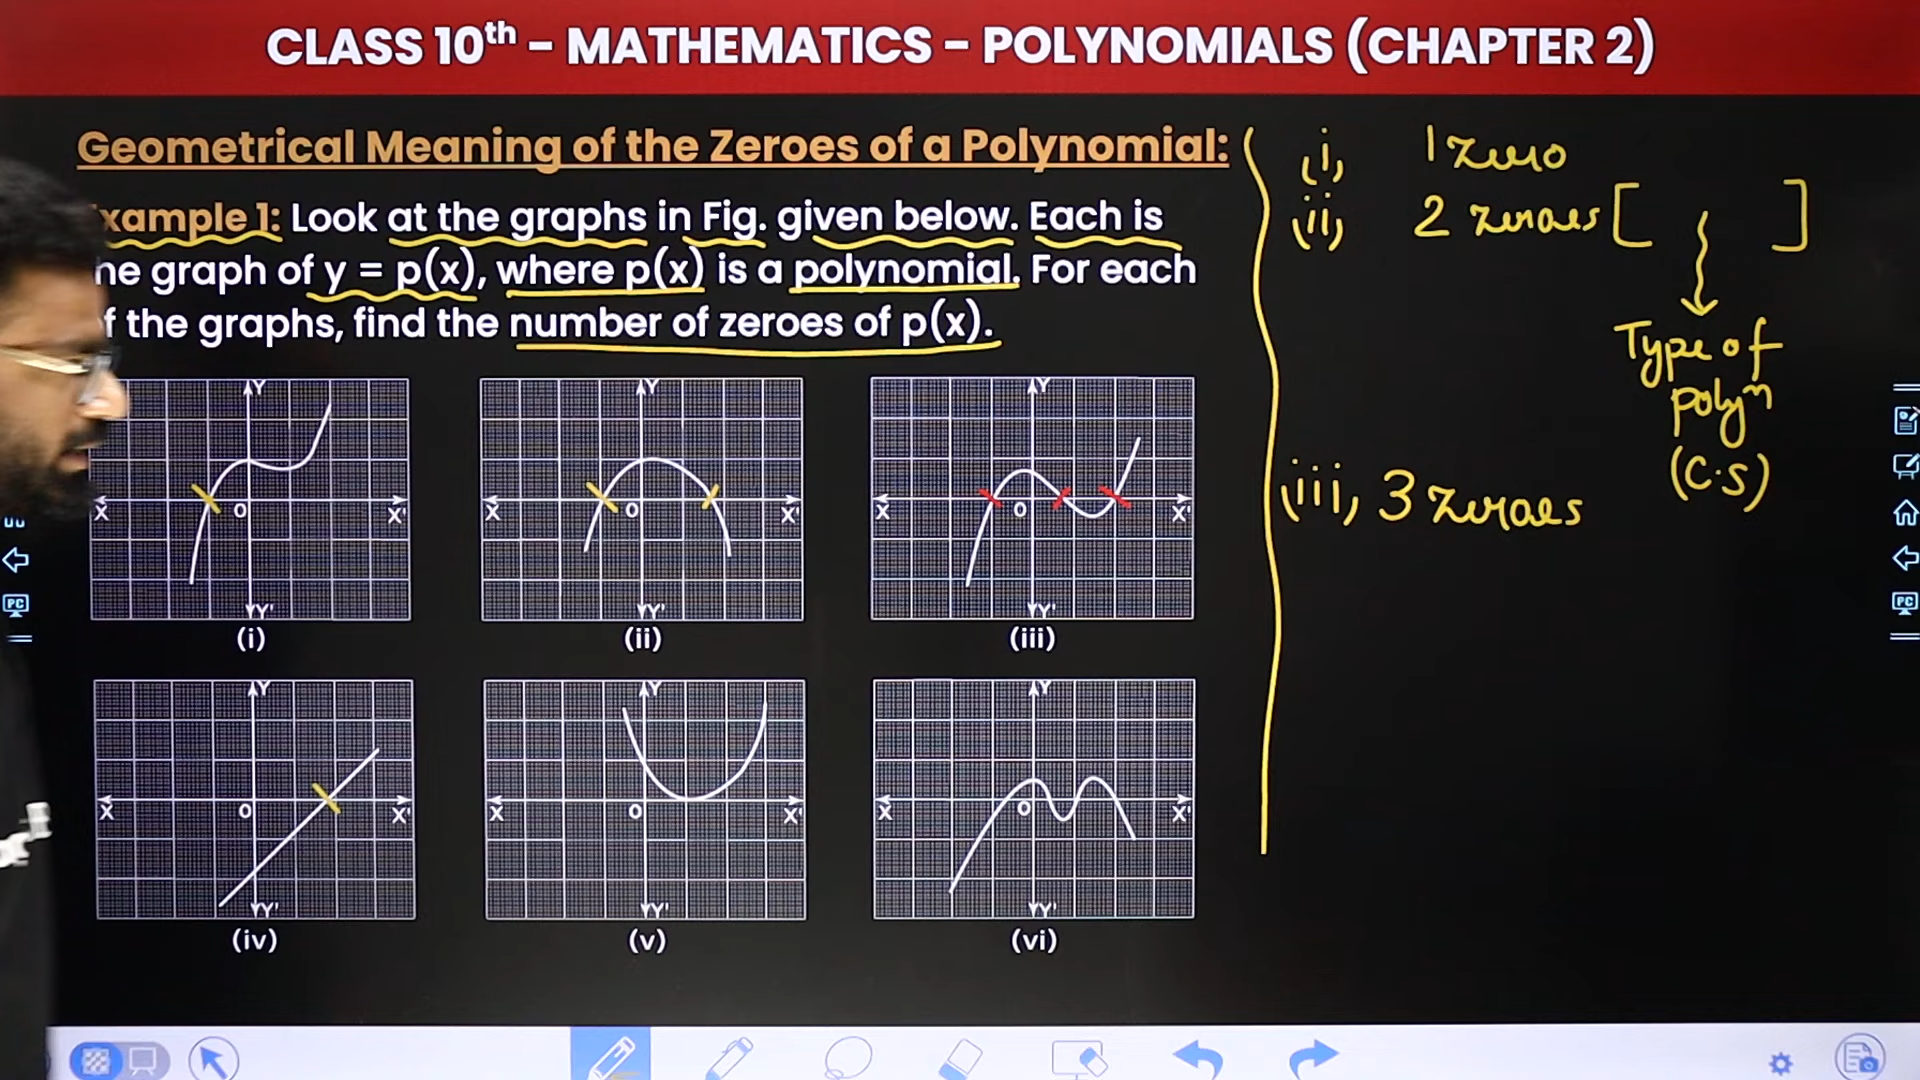 CLASS 10th - MATHEMATICS - POLYNOMIALS (CHAPTER 2)
Geometrical Meaning of the Zeroes of a Polynomial:
xample 1: Look at the graphs in Fig. given below. Each is
he graph of y = p(x), where p(x) is a polynomial. For each
f the graphs, find the number of zeroes of p(x).
Y Y Y
X O X' X O X' X O X'
Y' Y' Y'
(i) (ii) (iii)
Y Y Y
X O X' X O X' X O X'
Y' Y' Y'
(iv) (v) (vi)
(i) 1 zero
(ii) 2 zeroes [ ]
Type of
polyn
(C.S)
iii, 3 zeroes
PC
PC